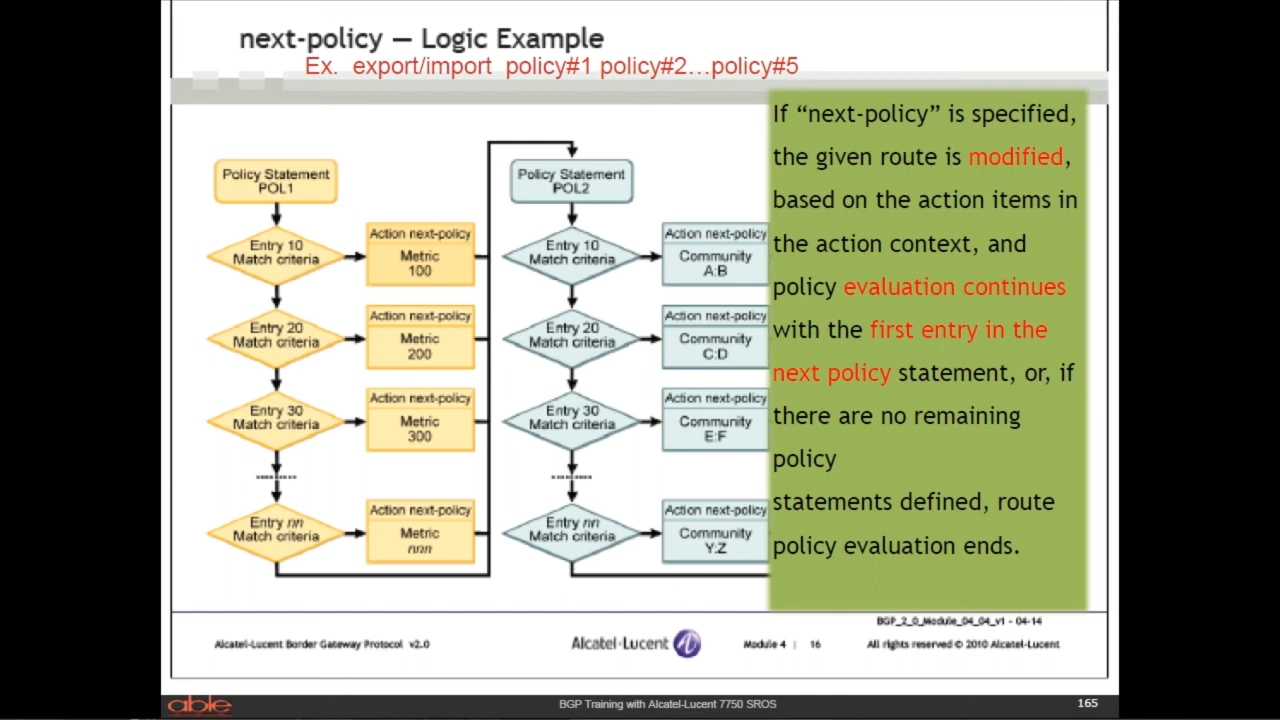 next-policy — Logic Example
Ex. export/import policy#1 policy#2...policy#5
Policy Statement
POL1
Entry 10
Match criteria
Action next-policy
Metric
100
Entry 20
Match criteria
Action next-policy
Metric
200
Entry 30
Match criteria
Action next-policy
Metric
300
Entry nn
Match criteria
Action next-policy
Metric
nnn
Policy Statement
POL2
Entry 10
Match criteria
Action next-policy
Community
A:B
Entry 20
Match criteria
Action next-policy
Community
C:D
Entry 30
Match criteria
Action next-policy
Community
E:F
Entry nn
Match criteria
Action next-policy
Community
Y:Z
If “next-policy” is specified,
the given route is modified,
based on the action items in
the action context, and
policy evaluation continues
with the first entry in the
next policy statement, or, if
there are no remaining
policy
statements defined, route
policy evaluation ends.
BGP_2_0_Module_04_04_v1 - 04-14
Alcatel-Lucent Border Gateway Protocol v2.0
Alcatel·Lucent
Module 4 | 16
All rights reserved © 2010 Alcatel-Lucent
able
BGP Training with Alcatel-Lucent 7750 SROS
165